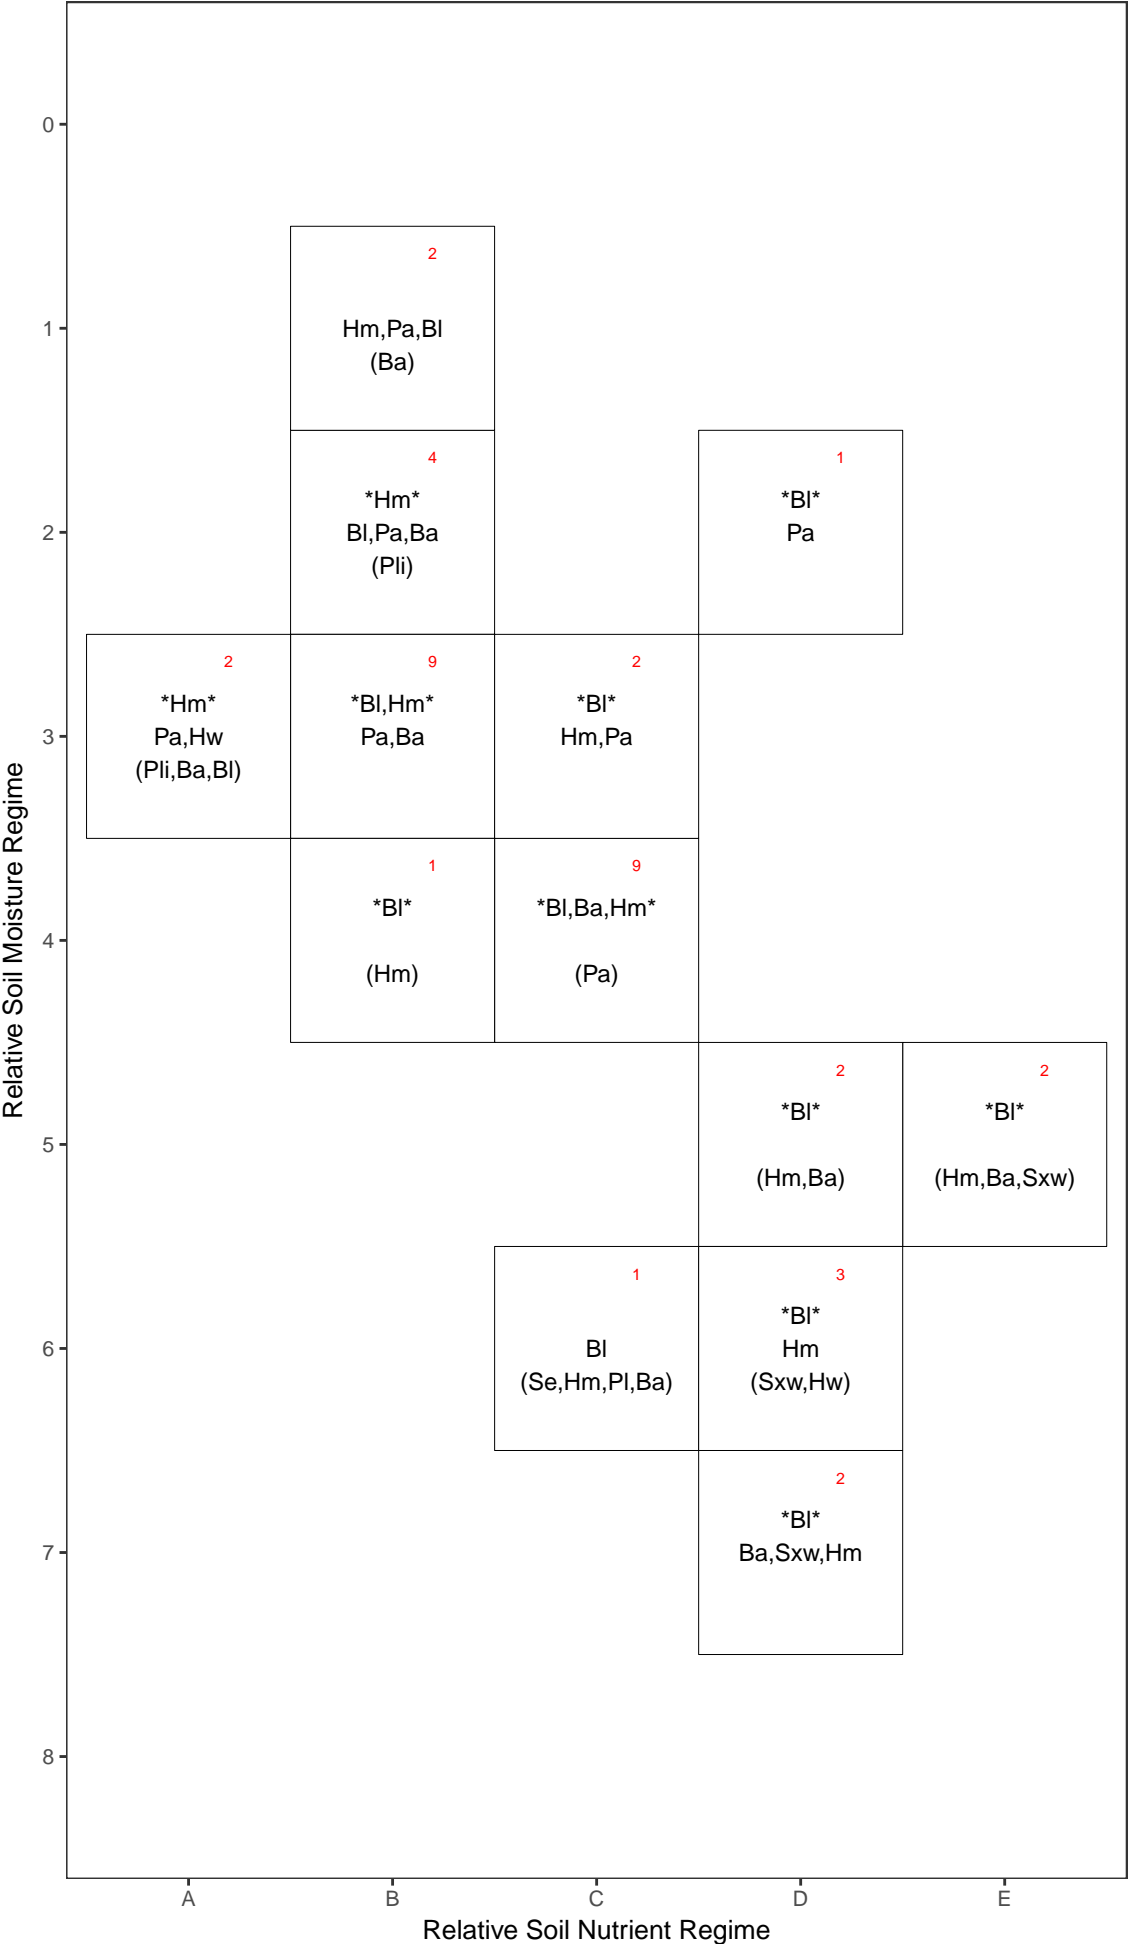 0
2
1
Hm,Pa,Bl
(Ba)
4
1
*Hm*
*Bl*
2
Bl,Pa,Ba
Pa
(Pli)
2
9
2
*Hm*
*Bl,Hm*
*Bl*
3
Pa,Hw
Pa,Ba
Hm,Pa
(Pli,Ba,Bl)
1
9
*Bl*
*Bl,Ba,Hm*
4
(Hm)
(Pa)
2
2
*Bl*
*Bl*
5
(Hm,Ba)
(Hm,Ba,Sxw)
1
3
*Bl*
6
Bl
Hm
(Se,Hm,Pl,Ba)
(Sxw,Hw)
2
*Bl*
7
Ba,Sxw,Hm
8
A
B
C
D
E
Relative Soil Nutrient Regime
Relative Soil Moisture Regime